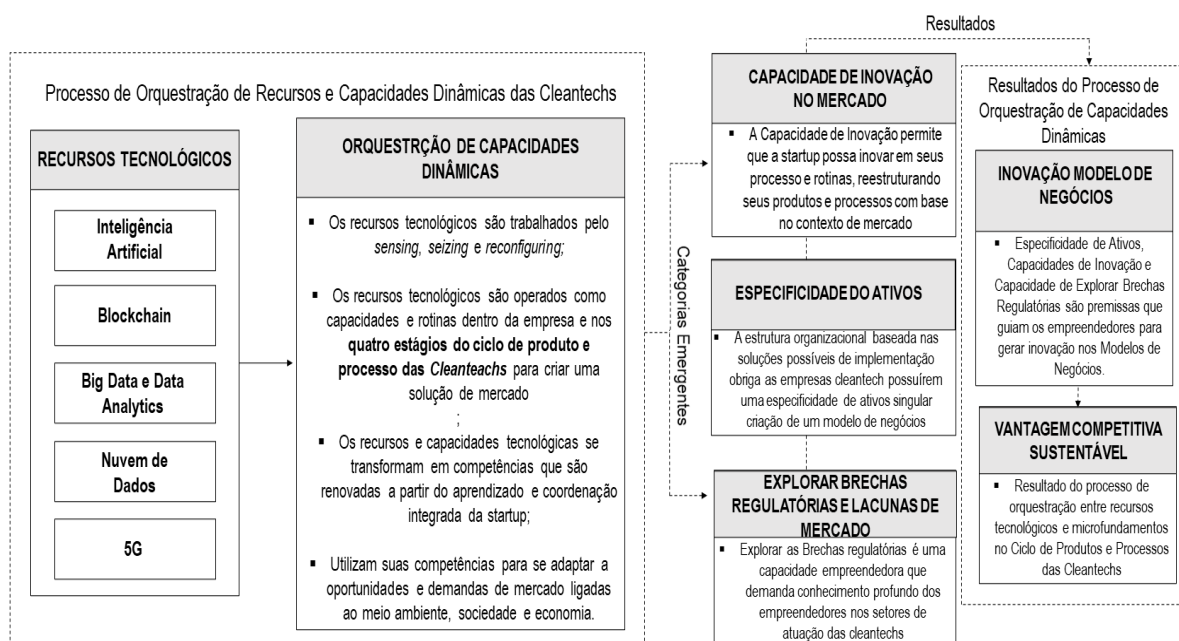 Processo de Orquestração de Recursos e Capacidades Dinâmicas das Cleantechs
RECURSOS TECNOLÓGICOS
Inteligência
Artificial
Blockchain
Big Data e Data
Analytics
Nuvem de
Dados
5G
ORQUESTRÇÃO DE CAPACIDADES
DINÂMICAS
▪ Os recursos tecnológicos são trabalhados pelo
sensing, seizing e reconfiguring;
▪ Os recursos tecnológicos são operados como
capacidades e rotinas dentro da empresa e nos
quatro estágios do ciclo de produto e
processo das Cleanteachs para criar uma
solução de mercado
;
▪ Os recursos e capacidades tecnológicas se
transformam em competências que são
renovadas a partir do aprendizado e coordenação
integrada da startup;
▪ Utilizam suas competências para se adaptar a
oportunidades e demandas de mercado ligadas
ao meio ambiente, sociedade e economia.
Categorias Emergentes
CAPACIDADE DE INOVAÇÃO
NO MERCADO
▪ A Capacidade de Inovação permite
que a startup possa inovar em seus
processo e rotinas, reestruturando
seus produtos e processos com base
no contexto de mercado
ESPECIFICIDADE DO ATIVOS
▪ A estrutura organizacional baseada nas
soluções possíveis de implementação
obriga as empresas cleantech possuírem
uma especificidade de ativos singular
criação de um modelo de negócios
EXPLORAR BRECHAS
REGULATÓRIAS E LACUNAS DE
MERCADO
▪ Explorar as Brechas regulatórias é uma
capacidade empreendedora que
demanda conhecimento profundo dos
empreendedores nos setores de
atuação das cleantechs
Resultados
Resultados do Processo de
Orquestração de Capacidades
Dinâmicas
INOVAÇÃO MODELO DE
NEGÓCIOS
▪ Especificidade de Ativos,
Capacidades de Inovação e
Capacidade de Explorar Brechas
Regulatórias são premissas que
guiam os empreendedores para
gerar inovação nos Modelos de
Negócios.
VANTAGEM COMPETITIVA
SUSTENTÁVEL
▪ Resultado do processo de
orquestração entre recursos
tecnológicos e microfundamentos
no Ciclo de Produtos e Processos
das Cleantechs